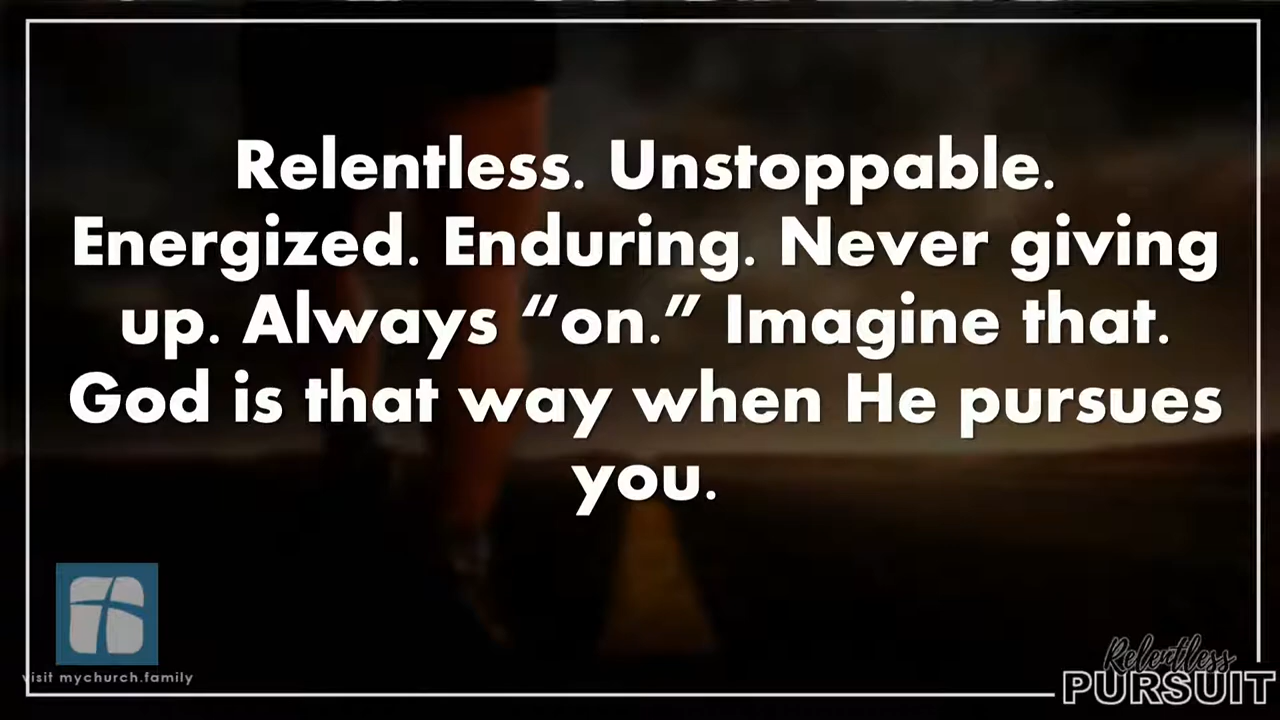 Relentless. Unstoppable.
Energized. Enduring. Never giving
up. Always “on.” Imagine that.
God is that way when He pursues
you.
visit mychurch.family
Relentless
PURSUIT